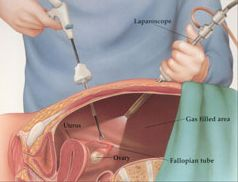 Laparoscope
Gas filled area
Uterus
Ovary
Fallopian tube